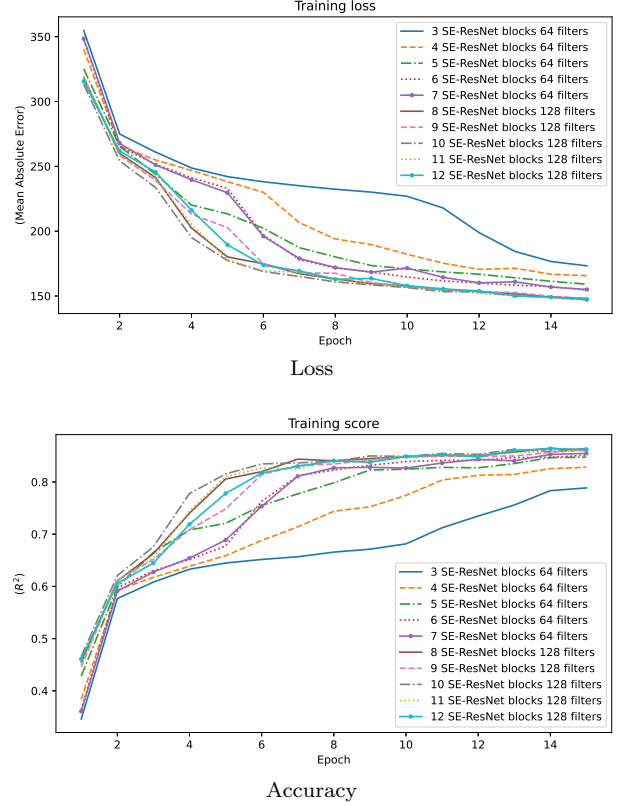 Training loss
350
300
250
200
150
(Mean Absolute Error)
3 SE-ResNet blocks 64 filters
4 SE-ResNet blocks 64 filters
5 SE-ResNet blocks 64 filters
6 SE-ResNet blocks 64 filters
7 SE-ResNet blocks 64 filters
8 SE-ResNet blocks 128 filters
9 SE-ResNet blocks 128 filters
10 SE-ResNet blocks 128 filters
11 SE-ResNet blocks 128 filters
12 SE-ResNet blocks 128 filters
2 4 6 8 10 12 14
Epoch
Loss
Training score
0.8
0.7
0.6
0.5
0.4
(R²)
3 SE-ResNet blocks 64 filters
4 SE-ResNet blocks 64 filters
5 SE-ResNet blocks 64 filters
6 SE-ResNet blocks 64 filters
7 SE-ResNet blocks 64 filters
8 SE-ResNet blocks 128 filters
9 SE-ResNet blocks 128 filters
10 SE-ResNet blocks 128 filters
11 SE-ResNet blocks 128 filters
12 SE-ResNet blocks 128 filters
2 4 6 8 10 12 14
Epoch
Accuracy